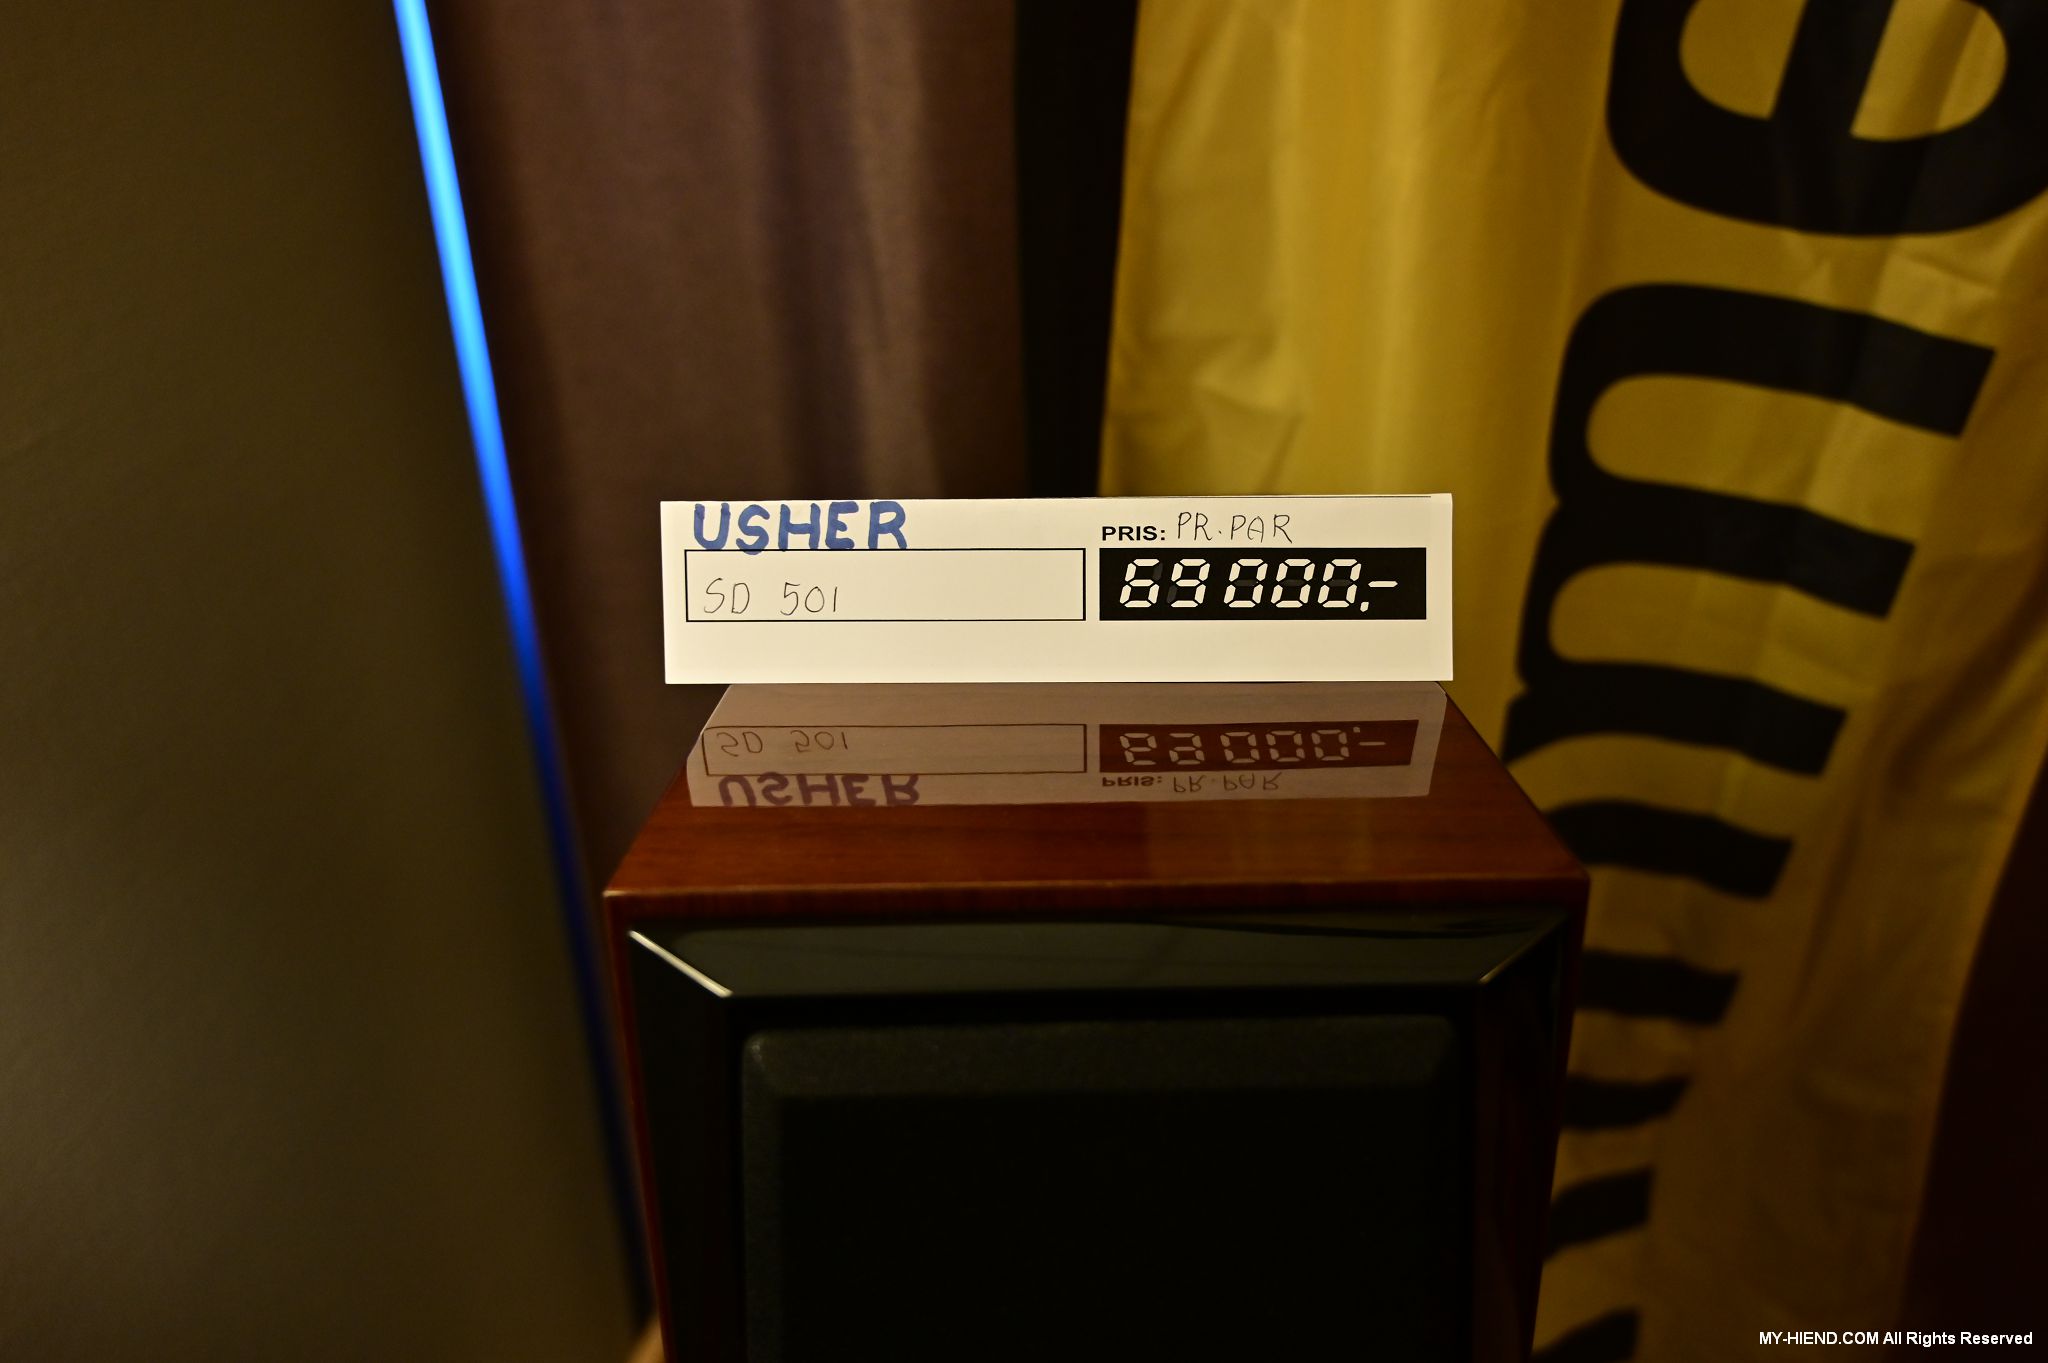 USHER
SD 501
PRIS: PR. PAR
69000.-
MY-HIEND.COM All Rights Reserved